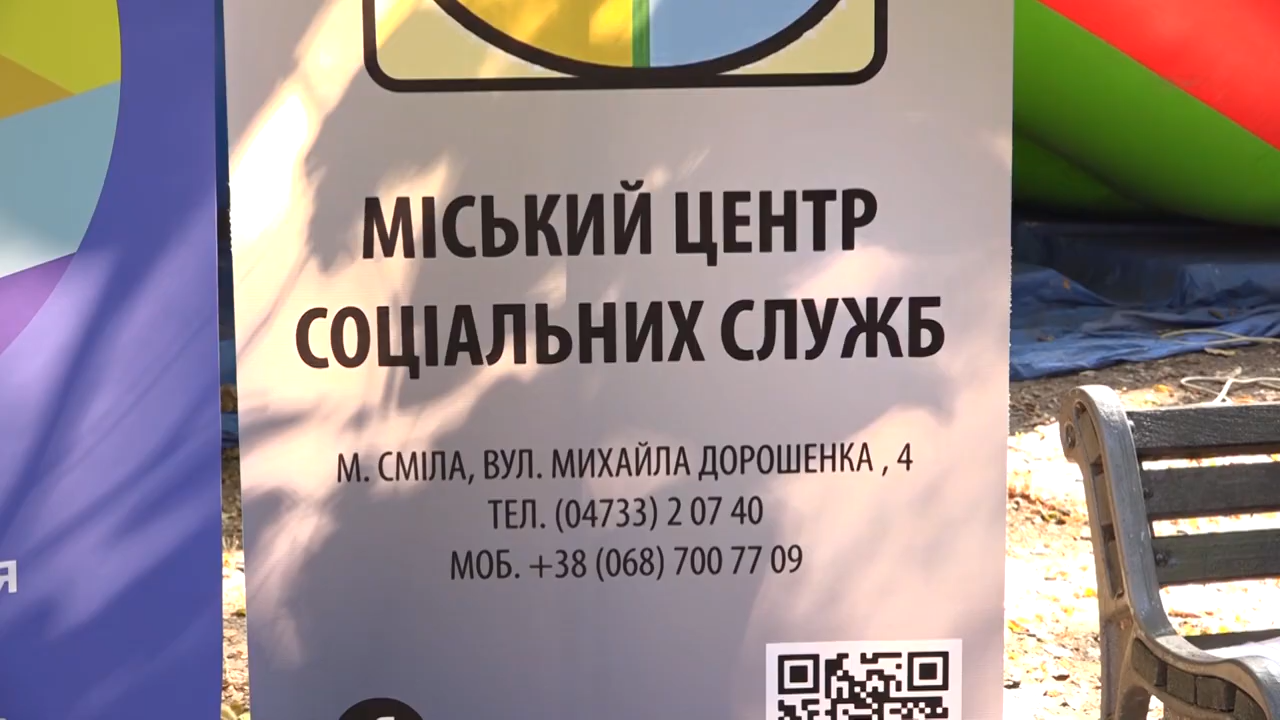 МІСЬКИЙ ЦЕНТР
СОЦІАЛЬНИХ СЛУЖБ
М. СМІЛА, ВУЛ. МИХАЙЛА ДОРОШЕНКА , 4
ТЕЛ. (04733) 2 07 40
МОБ. +38 (068) 700 77 09